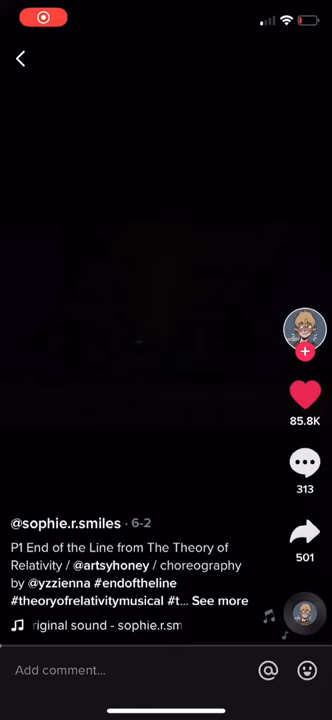 @sophie.r.smiles · 6-2
P1 End of the Line from The Theory of
Relativity / @artsyhoney / choreography
by @yzzienna #endoftheline
#theoryofrelativitymusical #t... See more
riginal sound - sophie.r.sm
85.8K
313
501
Add comment...